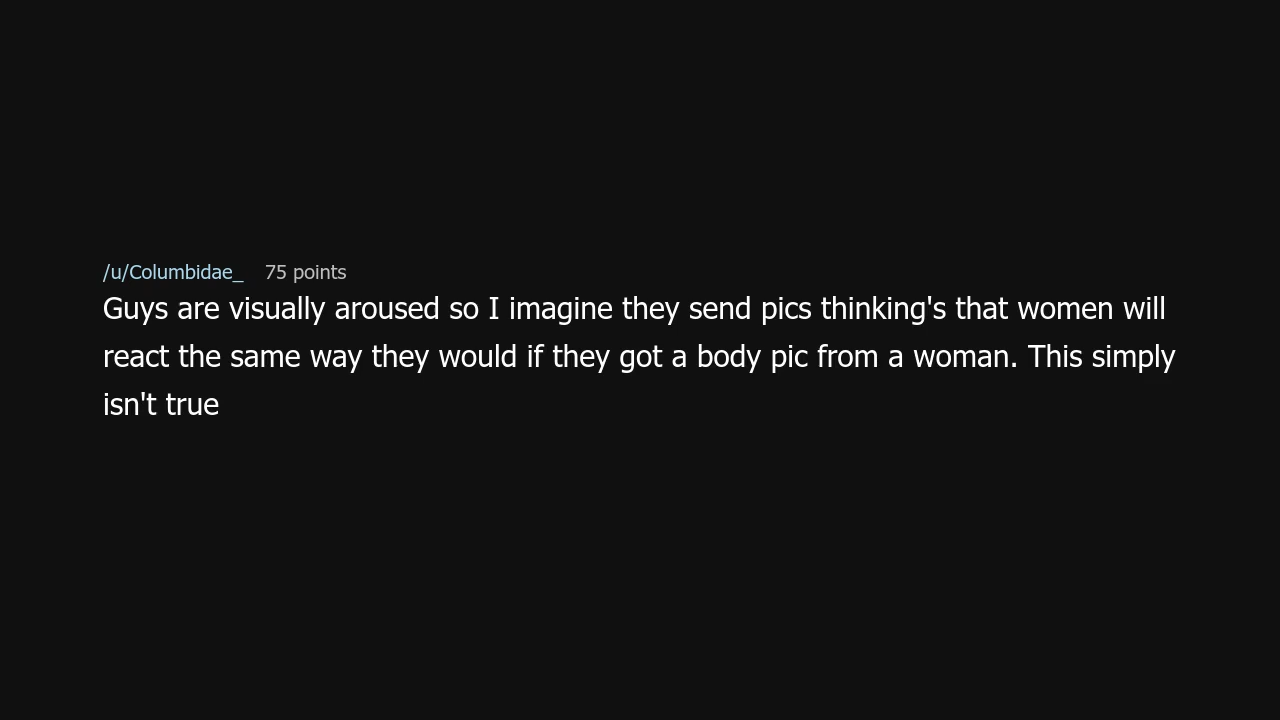 /u/Columbidae_ 75 points
Guys are visually aroused so I imagine they send pics thinking's that women will
react the same way they would if they got a body pic from a woman. This simply
isn't true